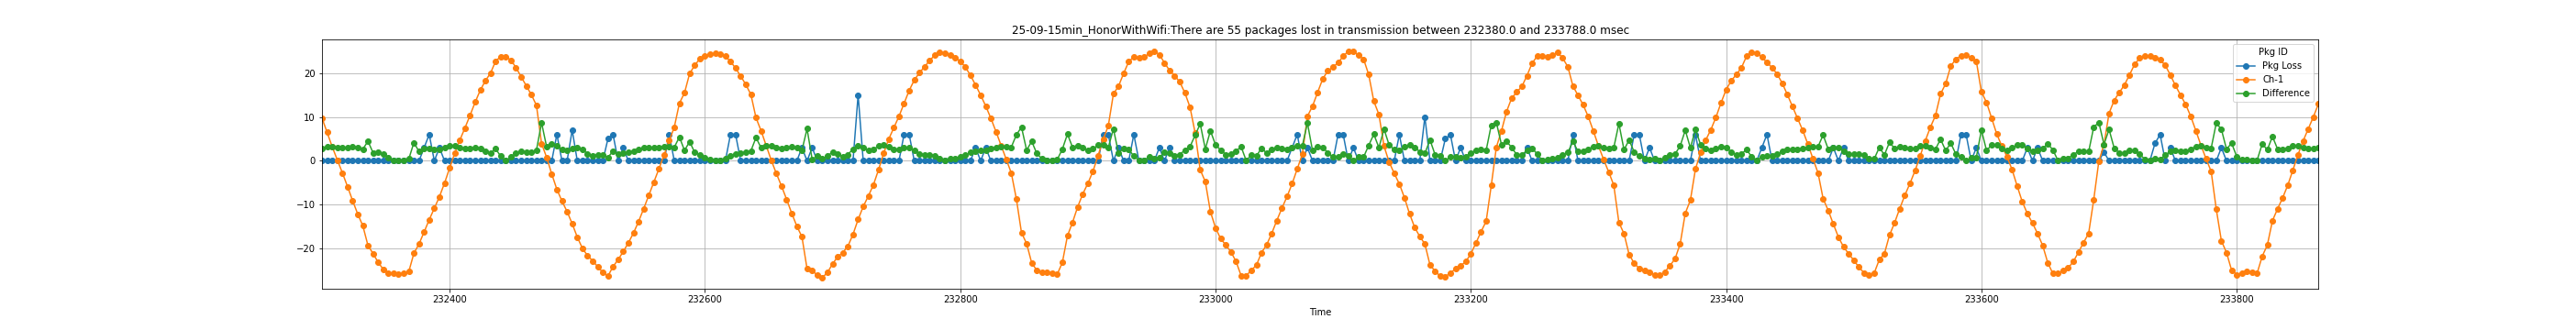 25-09-15min_HonorWithWifi:There are 55 packages lost in transmission between 232380.0 and 233788.0 msec
Pkg ID
Pkg Loss
Ch-1
Difference
20
10
0
−10
−20
232400 232600 232800 233000 233200 233400 233600 233800
Time